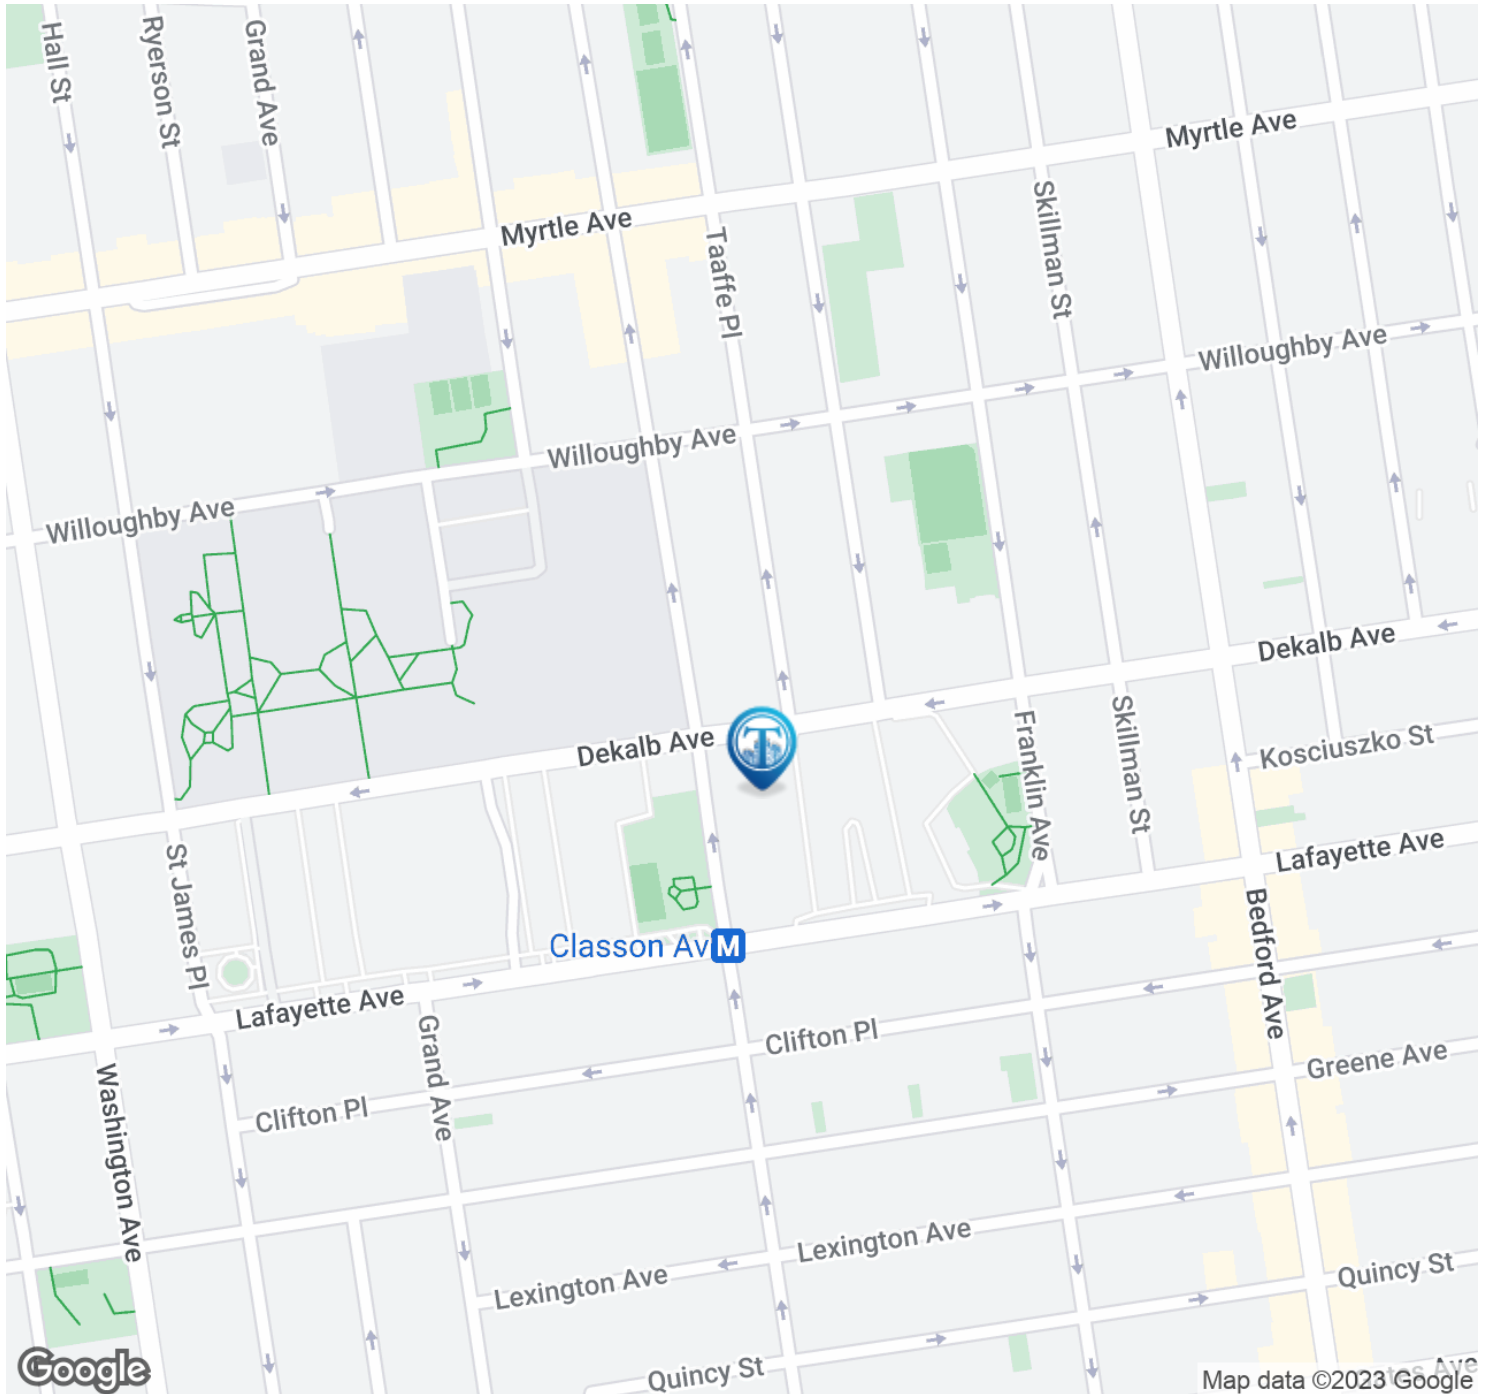 Hall St
Ryerson St
Grand Ave
Myrtle Ave
Myrtle Ave
Taaffe Pl
Skillman St
Willoughby Ave
Willoughby Ave
Willoughby Ave
Dekalb Ave
Dekalb Ave
T
Franklin Ave
Skillman St
Kosciuszko St
Lafayette Ave
St James Pl
Classon Av
M
Bedford Ave
Lafayette Ave
Grand Ave
Clifton Pl
Greene Ave
Washington Ave
Clifton Pl
Lexington Ave
Lexington Ave
Quincy St
Quincy St
Google
Map data ©2023 Google